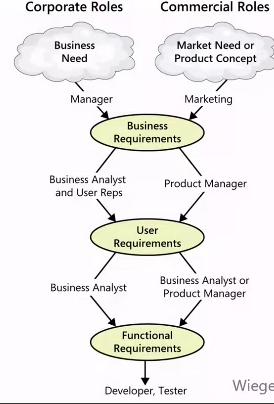 Corporate Roles
Commercial Roles
Business
Need
Market Need or
Product Concept
Manager
Marketing
Business
Requirements
Business Analyst
and User Reps
Product Manager
User
Requirements
Business Analyst
Business Analyst or
Product Manager
Functional
Requirements
Developer, Tester
Wiege